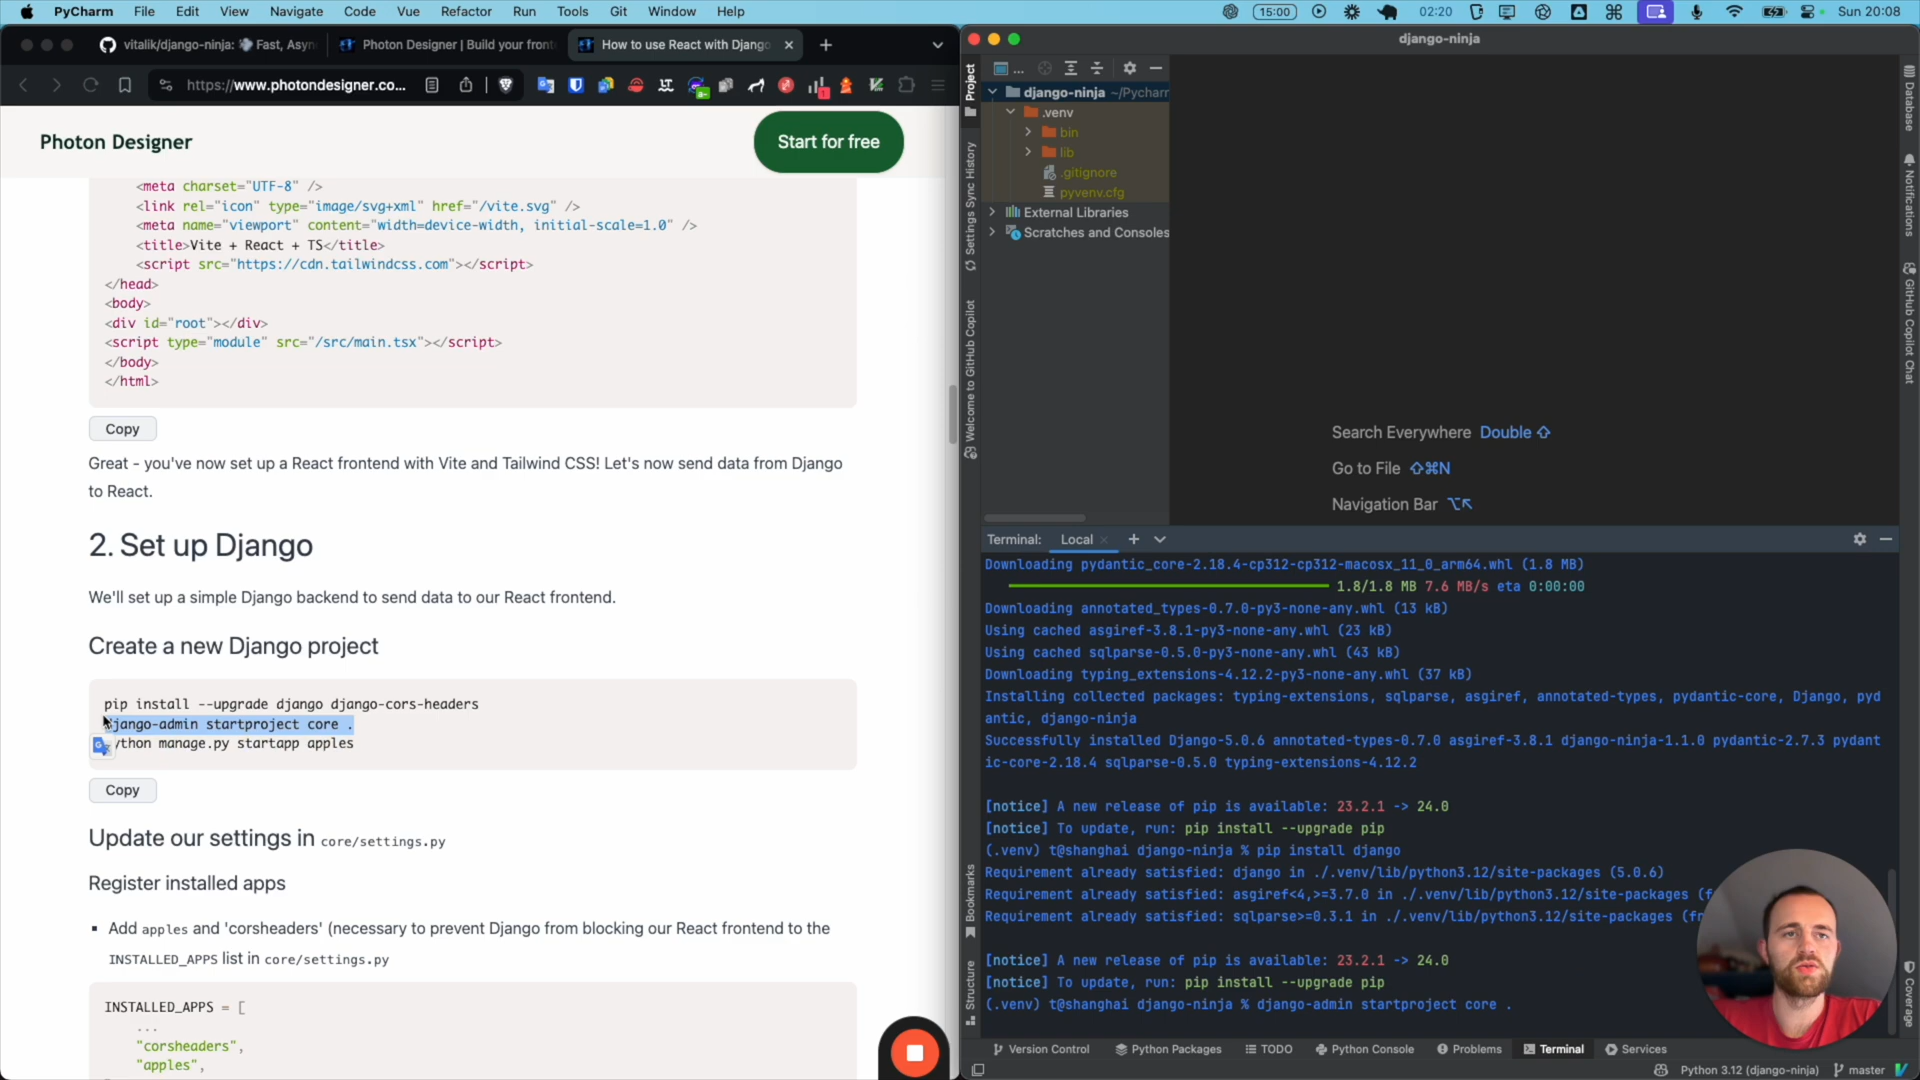 PyCharm File Edit View Navigate Code Vue Refactor Run Tools Git Window Help 15:00 02:20 Sun 20:08
vitalik/django-ninja: 💨 Fast, Asyn
Photon Designer | Build your front
How to use React with Django
https://www.photondesigner.co...
Photon Designer
Start for free
<meta charset="UTF-8" />
<link rel="icon" type="image/svg+xml" href="/vite.svg" />
<meta name="viewport" content="width=device-width, initial-scale=1.0" />
<title>Vite + React + TS</title>
<script src="https://cdn.tailwindcss.com"></script>
</head>
<body>
<div id="root"></div>
<script type="module" src="/src/main.tsx"></script>
</body>
</html>
Copy
Great - you've now set up a React frontend with Vite and Tailwind CSS! Let's now send data from Django
to React.
2. Set up Django
We'll set up a simple Django backend to send data to our React frontend.
Create a new Django project
pip install --upgrade django django-cors-headers
django-admin startproject core .
ython manage.py startapp apples
Copy
Update our settings in core/settings.py
Register installed apps
▪ Add apples and 'corsheaders' (necessary to prevent Django from blocking our React frontend to the
INSTALLED_APPS list in core/settings.py
INSTALLED_APPS = [
...
"corsheaders",
"apples",
django-ninja
Project
Settings Sync History
Welcome to GitHub Copilot
Bookmarks
Structure
...
django-ninja ~/Pycharm
.venv
bin
lib
.gitignore
pyvenv.cfg
External Libraries
Scratches and Consoles
Search Everywhere Double ⇧
Go to File ⇧⌘N
Navigation Bar ⌥↖
Database
Notifications
GitHub Copilot Chat
Coverage
Terminal: Local
Downloading pydantic_core-2.18.4-cp312-cp312-macosx_11_0_arm64.whl (1.8 MB)
1.8/1.8 MB 7.6 MB/s eta 0:00:00
Downloading annotated_types-0.7.0-py3-none-any.whl (13 kB)
Using cached asgiref-3.8.1-py3-none-any.whl (23 kB)
Using cached sqlparse-0.5.0-py3-none-any.whl (43 kB)
Downloading typing_extensions-4.12.2-py3-none-any.whl (37 kB)
Installing collected packages: typing-extensions, sqlparse, asgiref, annotated-types, pydantic-core, Django, pyd
antic, django-ninja
Successfully installed Django-5.0.6 annotated-types-0.7.0 asgiref-3.8.1 django-ninja-1.1.0 pydantic-2.7.3 pydant
ic-core-2.18.4 sqlparse-0.5.0 typing-extensions-4.12.2
[notice] A new release of pip is available: 23.2.1 -> 24.0
[notice] To update, run: pip install --upgrade pip
(.venv) t@shanghai django-ninja % pip install django
Requirement already satisfied: django in ./.venv/lib/python3.12/site-packages (5.0.6)
Requirement already satisfied: asgiref<4,>=3.7.0 in ./.venv/lib/python3.12/site-packages (f
Requirement already satisfied: sqlparse>=0.3.1 in ./.venv/lib/python3.12/site-packages (fr
[notice] A new release of pip is available: 23.2.1 -> 24.0
[notice] To update, run: pip install --upgrade pip
(.venv) t@shanghai django-ninja % django-admin startproject core .
Version Control Python Packages TODO Python Console Problems Terminal Services
Python 3.12 (django-ninja) master